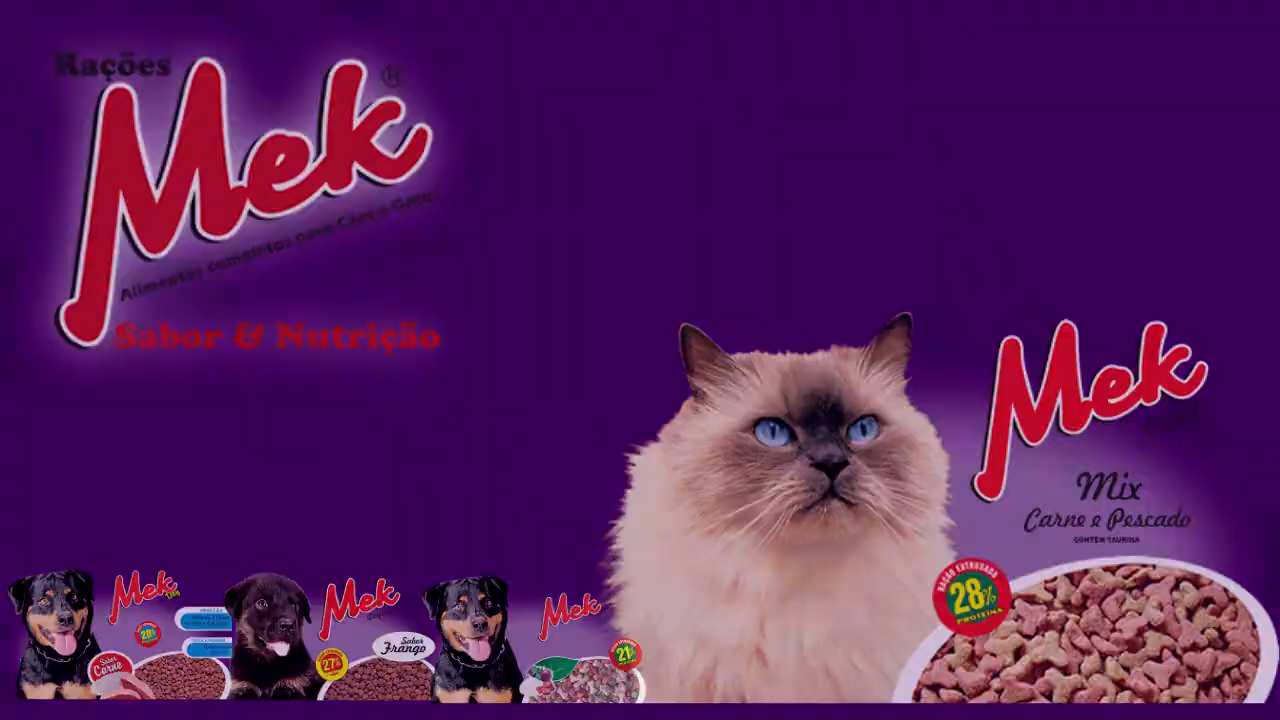 Rações
Mek
Alimentos completos para Cães e Gatos
Sabor & Nutrição
Mek
Mix
Carne e Pescado
CONTÉM TAURINA
RAÇÃO EXTRUSADA
28%
PROTEINA
Mek
Sabor
Carne
Mek
27%
Sabor
Frango
Mek
21%